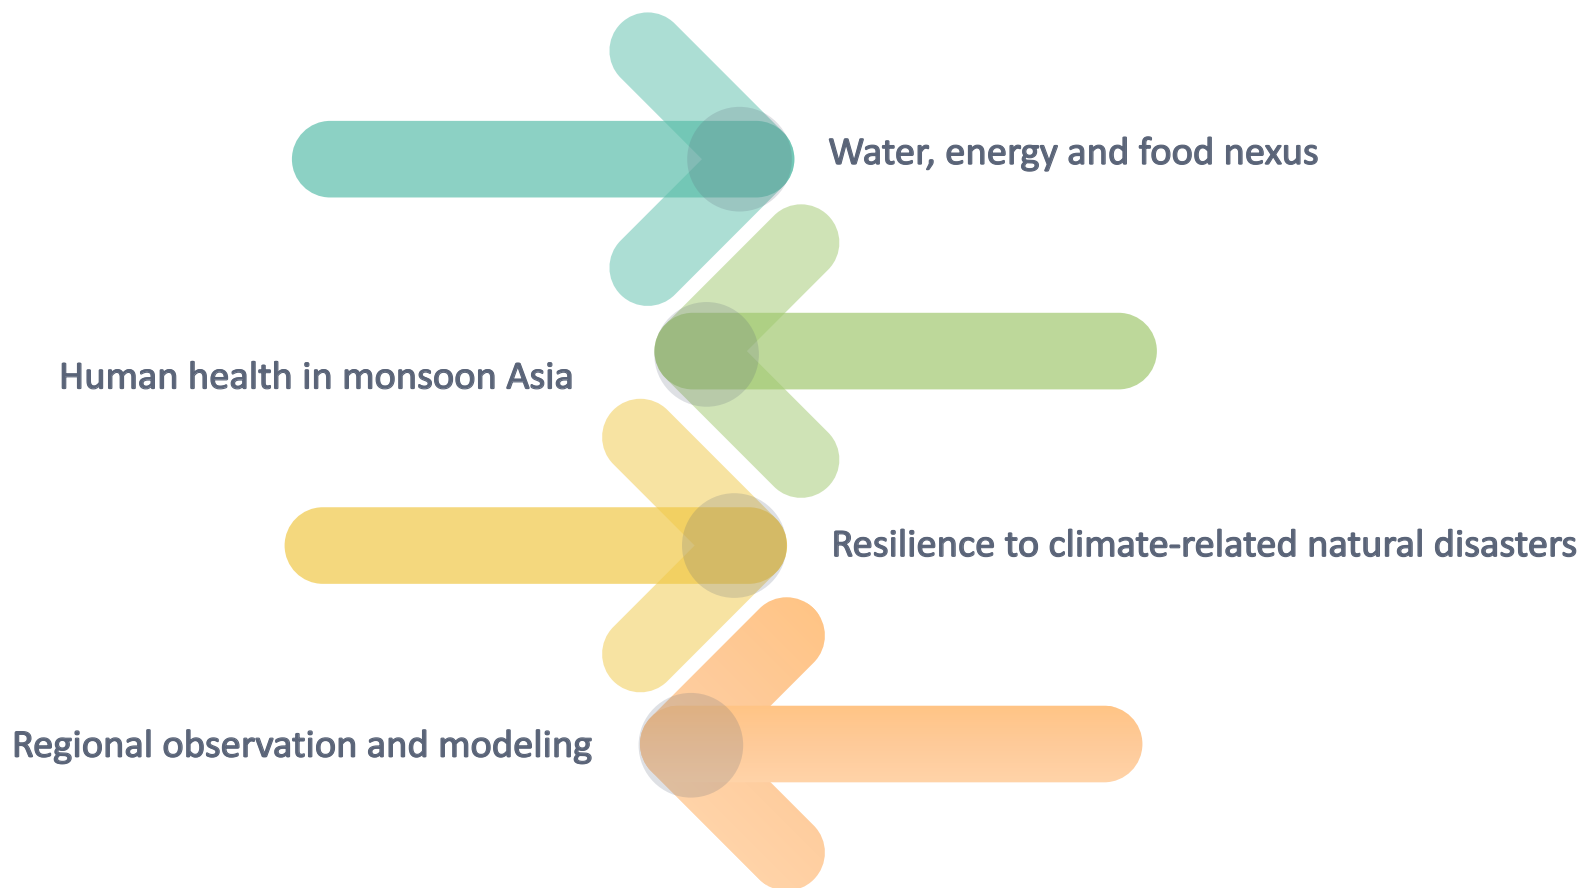 Water, energy and food nexus
Human health in monsoon Asia
Resilience to climate-related natural disasters
Regional observation and modeling